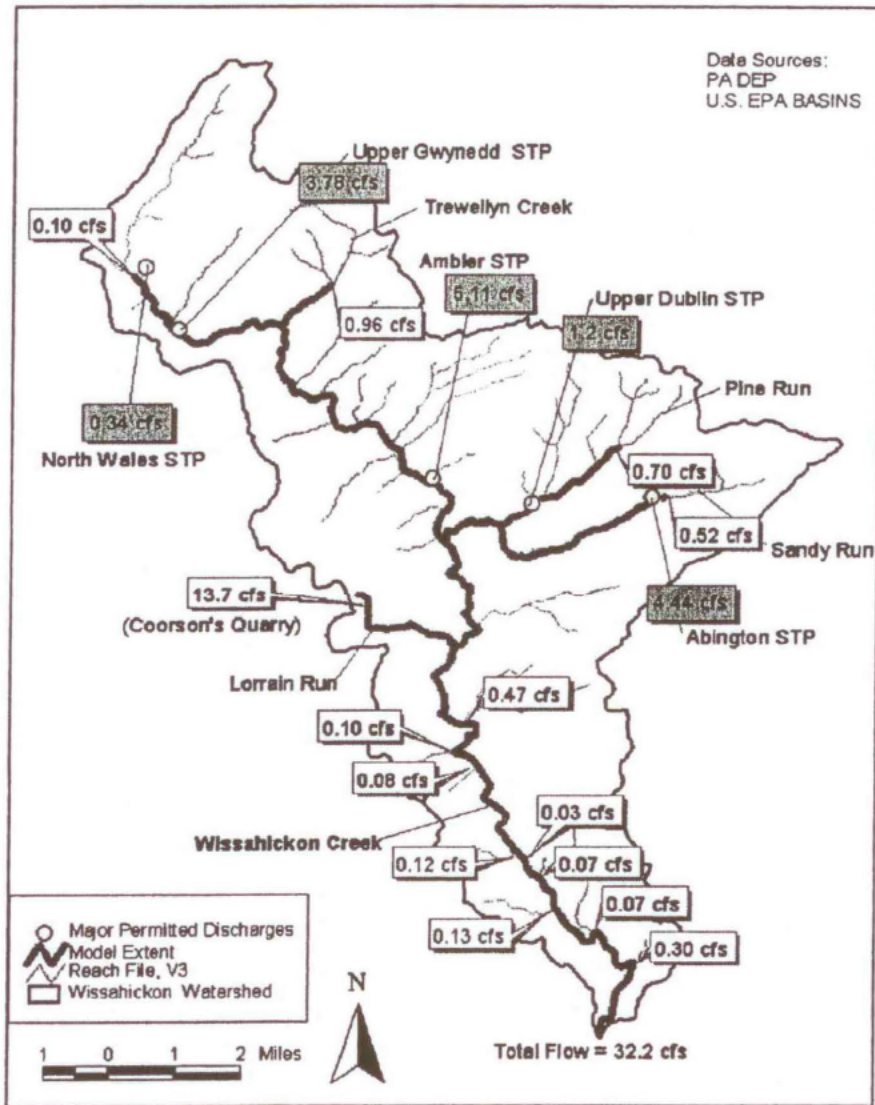 Data Sources:
PA DEP
U.S. EPA BASINS
Upper Gwynedd STP
3.78 cfs
Trewellyn Creek
0.10 cfs
Ambler STP
cfs
Upper Dublin STP
0.96 cfs
1.2 cfs
Pine Run
0.34 cfs
North Wales STP
0.70 cfs
0.52 cfs
Sandy Run
13.7 cfs
(Coorson's Quarry)
cfs
Abington STP
Lorrain Run
0.47 cfs
0.10 cfs
0.08 cfs
0.03 cfs
Wissahickon Creek
0.12 cfs
0.07 cfs
0.07 cfs
0.13 cfs
0.30 cfs
Major Permitted Discharges
Model Extent
Reach File, V3
Wissahickon Watershed
N
1 0 1 2 Miles
Total Flow = 32.2 cfs